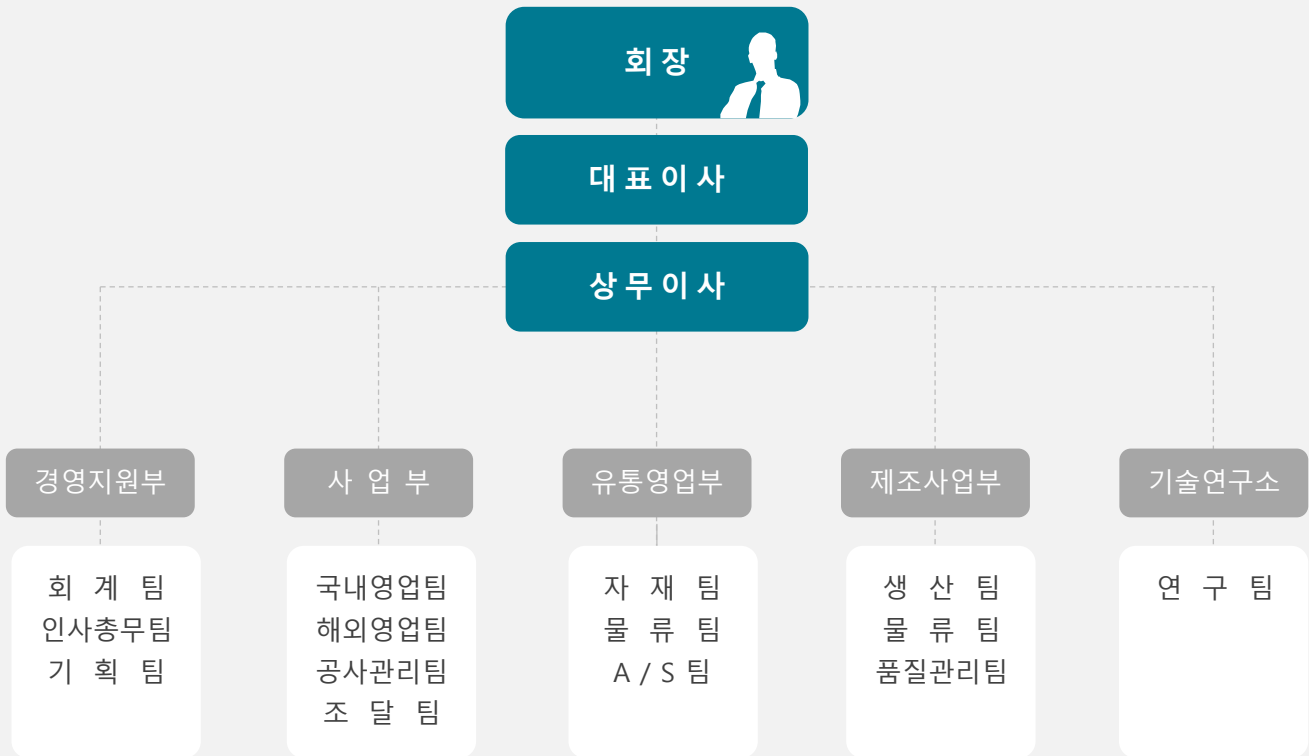 회 장
대 표 이 사
상 무 이 사
경영지원부
사 업 부
유통영업부
제조사업부
기술연구소
회 계 팀
인사총무팀
기 획 팀
국내영업팀
해외영업팀
공사관리팀
조 달 팀
자 재 팀
물 류 팀
A / S 팀
생 산 팀
물 류 팀
품질관리팀
연 구 팀